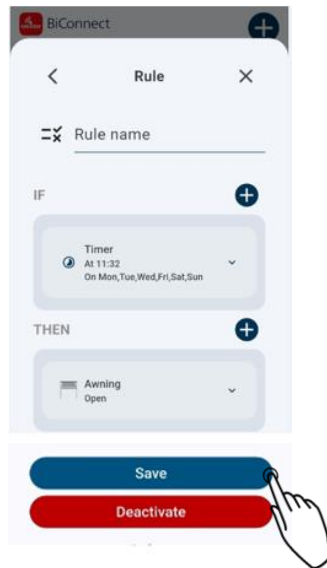 BiConnect
Rule
Rule name
IF
Timer
At 11:32
On Mon,Tue,Wed,Fri,Sat,Sun
THEN
Awning
Open
Save
Deactivate